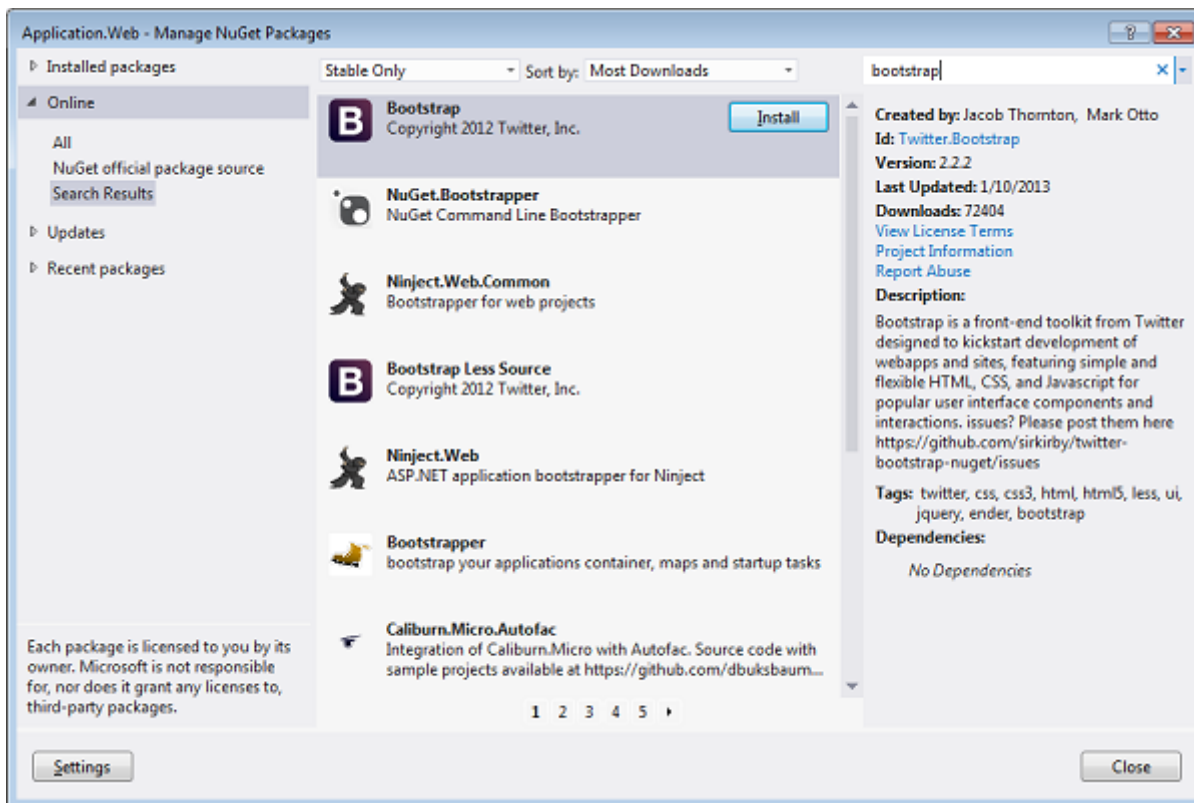 Application.Web - Manage NuGet Packages
Installed packages
Online
All
NuGet official package source
Search Results
Updates
Recent packages
Each package is licensed to you by its
owner. Microsoft is not responsible
for, nor does it grant any licenses to,
third-party packages.
Settings
Stable Only
Sort by: Most Downloads
B
Bootstrap
Copyright 2012 Twitter, Inc.
Install
NuGet.Bootstrapper
NuGet Command Line Bootstrapper
Ninject.Web.Common
Bootstrapper for web projects
B
Bootstrap Less Source
Copyright 2012 Twitter, Inc.
Ninject.Web
ASP.NET application bootstrapper for Ninject
Bootstrapper
bootstrap your applications container, maps and startup tasks
Caliburn.Micro.Autofac
Integration of Caliburn.Micro with Autofac. Source code with
sample projects available at https://github.com/dbuksbaum...
1 2 3 4 5
bootstrap
Created by: Jacob Thornton, Mark Otto
Id: Twitter.Bootstrap
Version: 2.2.2
Last Updated: 1/10/2013
Downloads: 72404
View License Terms
Project Information
Report Abuse
Description:
Bootstrap is a front-end toolkit from Twitter
designed to kickstart development of
webapps and sites, featuring simple and
flexible HTML, CSS, and Javascript for
popular user interface components and
interactions. issues? Please post them here
https://github.com/sirkirby/twitter-
bootstrap-nuget/issues
Tags: twitter, css, css3, html, html5, less, ui,
jquery, ender, bootstrap
Dependencies:
No Dependencies
Close